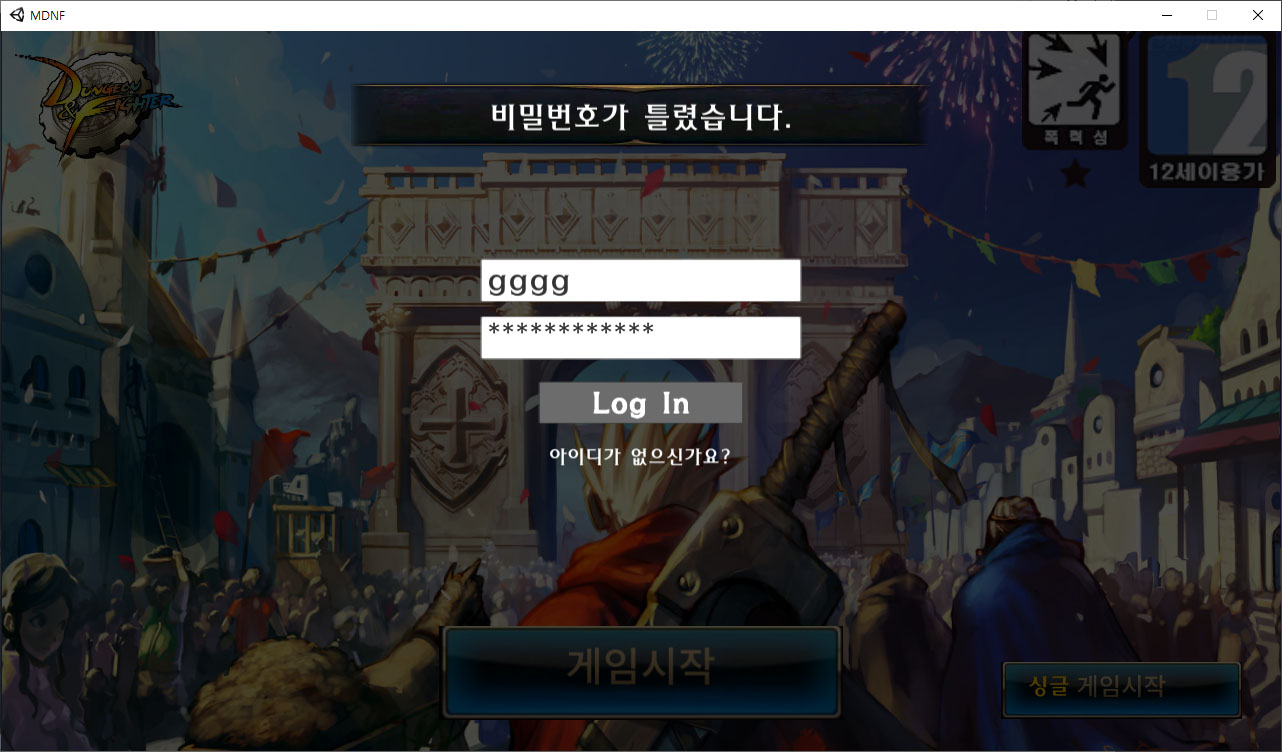 MDNF
DUNGEON
& FIGHTER
비밀번호가 틀렸습니다.
폭력성
12
12세이용가
gggg
************
Log In
아이디가 없으신가요?
게임시작
싱글 게임시작